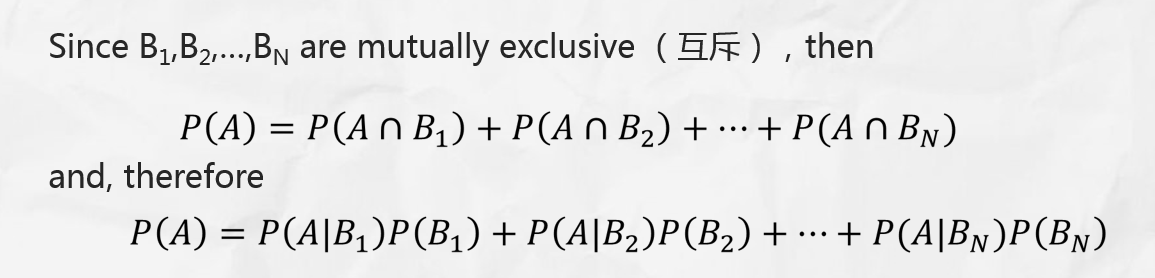 Since B₁,B₂,...,B_N are mutually exclusive（互斥）, then
P(A) = P(A ∩ B₁) + P(A ∩ B₂) + ⋯ + P(A ∩ B_N)
and, therefore
P(A) = P(A|B₁)P(B₁) + P(A|B₂)P(B₂) + ⋯ + P(A|B_N)P(B_N)